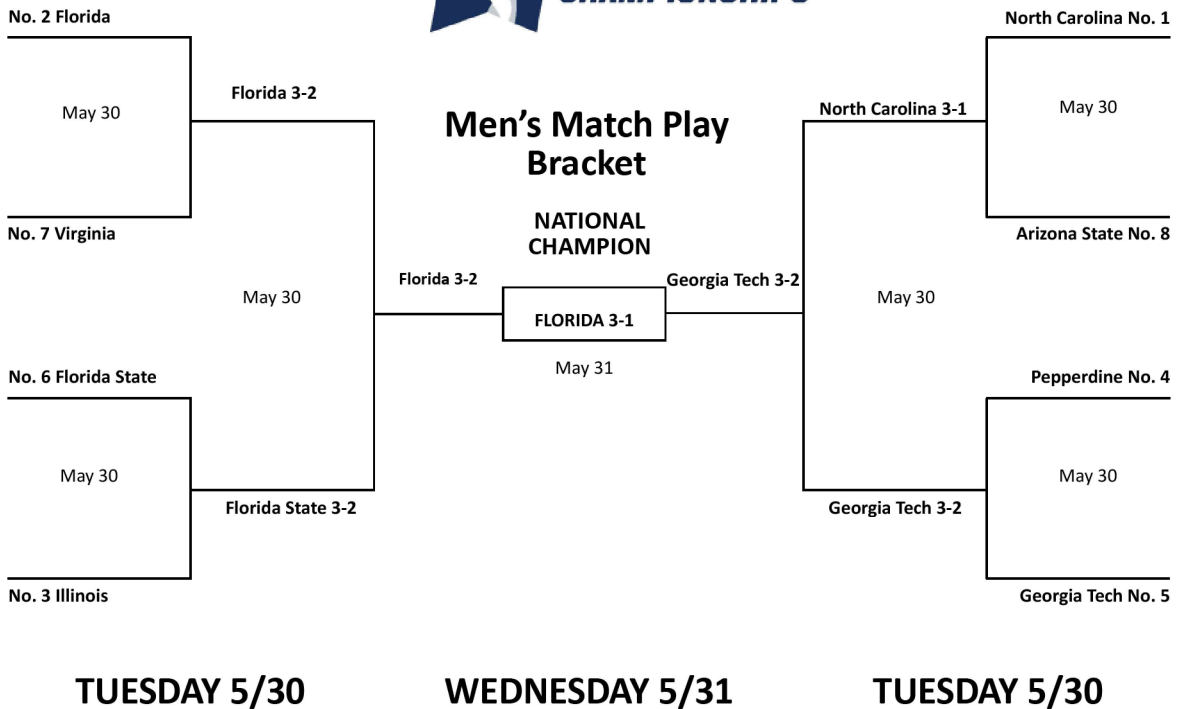 No. 2 Florida
North Carolina No. 1
May 30
Florida 3-2
Men’s Match Play
Bracket
North Carolina 3-1
May 30
No. 7 Virginia
NATIONAL
CHAMPION
Arizona State No. 8
May 30
Florida 3-2
FLORIDA 3-1
Georgia Tech 3-2
May 30
May 31
No. 6 Florida State
Pepperdine No. 4
May 30
May 30
Florida State 3-2
Georgia Tech 3-2
No. 3 Illinois
Georgia Tech No. 5
TUESDAY 5/30
WEDNESDAY 5/31
TUESDAY 5/30